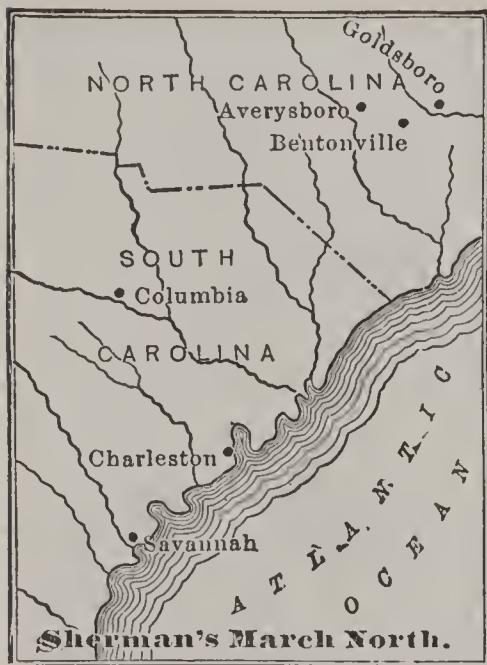 Goldsboro
NORTH CAROLINA
Averysboro
Bentonville
SOUTH
Columbia
CAROLINA
Charleston
Savannah
ATLANTIC
OCEAN
Sherman's March North.